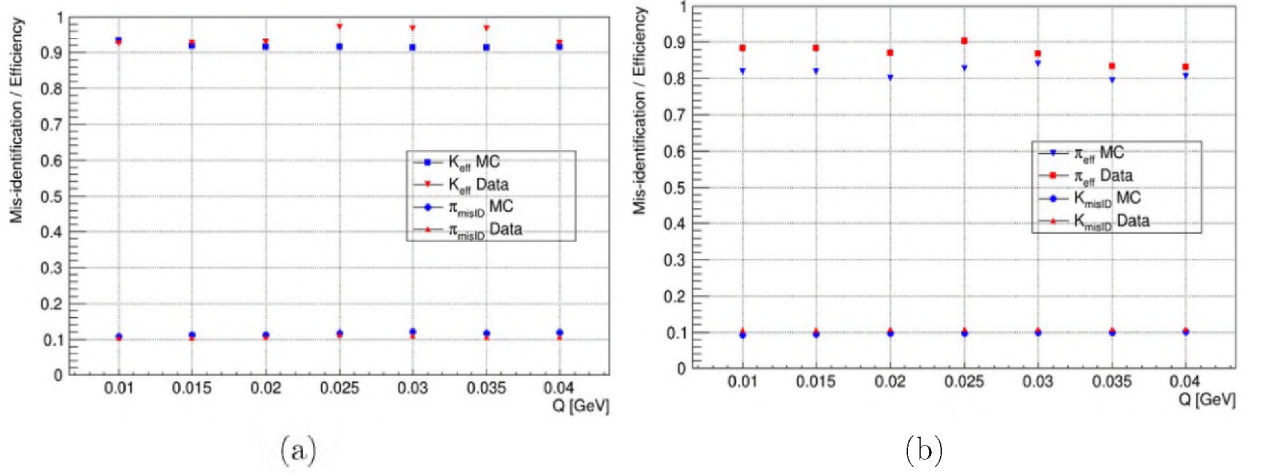 Mis-identification / Efficiency
1
0.9
0.8
0.7
0.6
0.5
0.4
0.3
0.2
0.1
0
K_eff MC
K_eff Data
π_misID MC
π_misID Data
0.01 0.015 0.02 0.025 0.03 0.035 0.04
Q [GeV]
(a)
Mis-identification / Efficiency
1
0.9
0.8
0.7
0.6
0.5
0.4
0.3
0.2
0.1
0
π_eff MC
π_eff Data
K_misID MC
K_misID Data
0.01 0.015 0.02 0.025 0.03 0.035 0.04
Q [GeV]
(b)